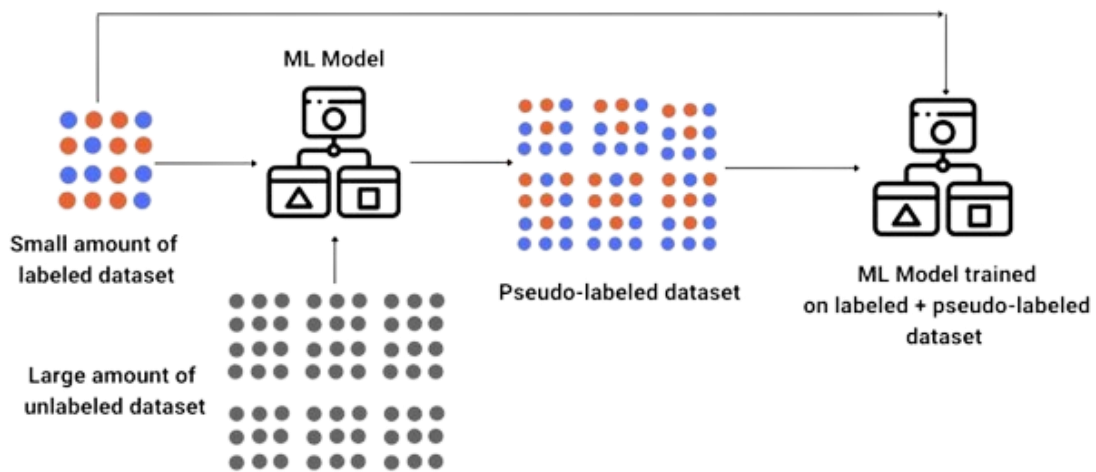 ML Model
Small amount of
labeled dataset
Pseudo-labeled dataset
ML Model trained
on labeled + pseudo-labeled
dataset
Large amount of
unlabeled dataset